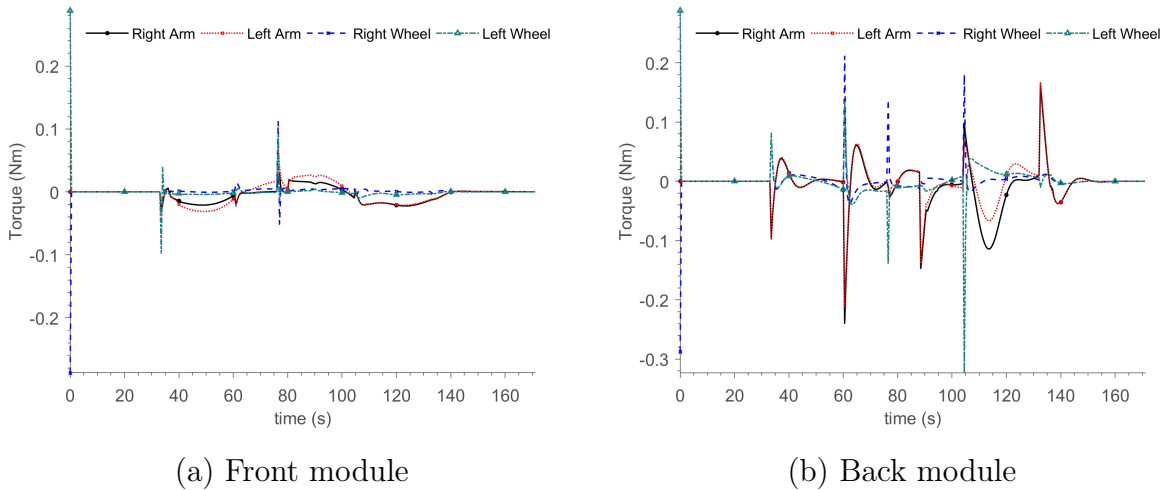 Right Arm Left Arm Right Wheel Left Wheel
0.2
0.1
0
-0.1
-0.2
Torque (Nm)
0 20 40 60 80 100 120 140 160
time (s)
(a) Front module
Right Arm Left Arm Right Wheel Left Wheel
0.2
0.1
0
-0.1
-0.2
-0.3
Torque (Nm)
0 20 40 60 80 100 120 140 160
time (s)
(b) Back module